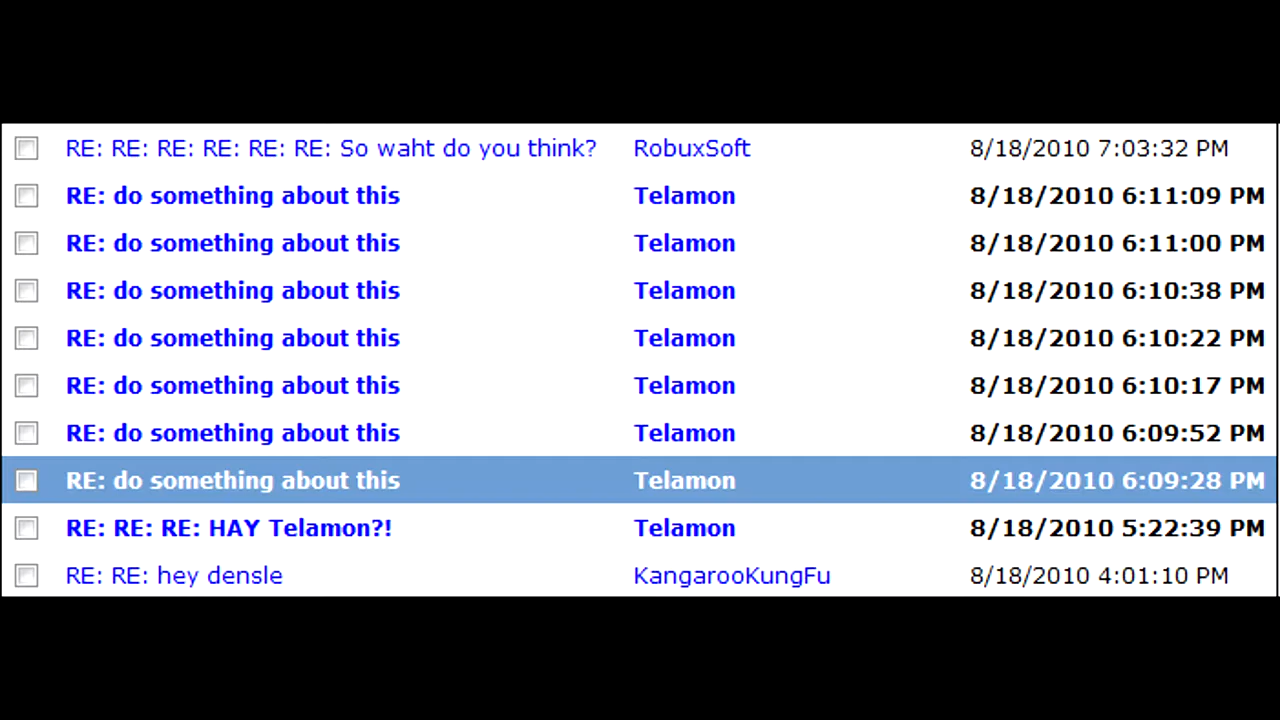 RE: RE: RE: RE: RE: RE: So waht do you think? RobuxSoft 8/18/2010 7:03:32 PM
RE: do something about this Telamon 8/18/2010 6:11:09 PM
RE: do something about this Telamon 8/18/2010 6:11:00 PM
RE: do something about this Telamon 8/18/2010 6:10:38 PM
RE: do something about this Telamon 8/18/2010 6:10:22 PM
RE: do something about this Telamon 8/18/2010 6:10:17 PM
RE: do something about this Telamon 8/18/2010 6:09:52 PM
RE: do something about this Telamon 8/18/2010 6:09:28 PM
RE: RE: RE: HAY Telamon?! Telamon 8/18/2010 5:22:39 PM
RE: RE: hey densle KangarooKungFu 8/18/2010 4:01:10 PM